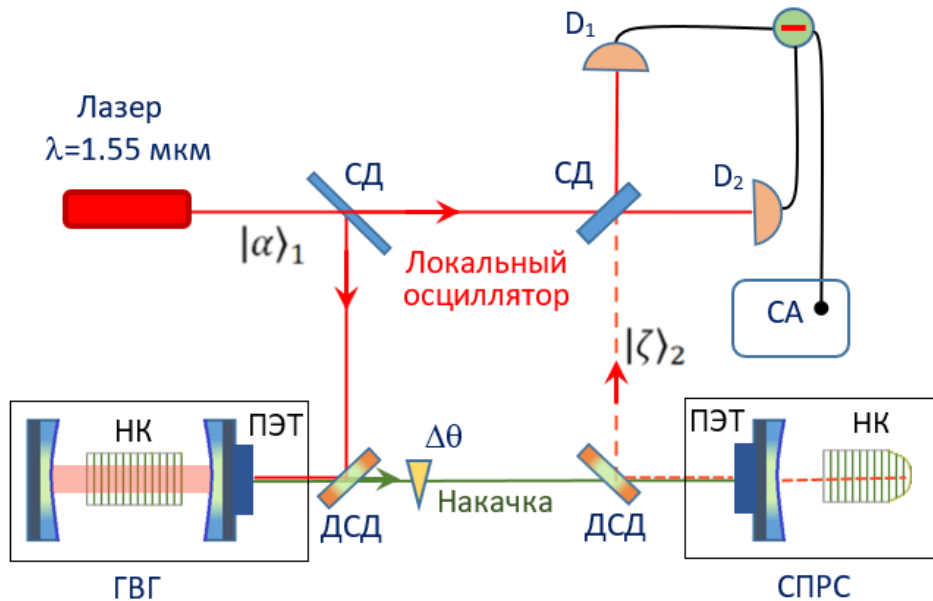 D₁
Лазер
λ=1.55 мкм
СД
СД
D₂
|α⟩₁
Локальный
осциллятор
СА
|ζ⟩₂
НК
ПЭТ
Δθ
ПЭТ
НК
Накачка
ДСД
ДСД
ГВГ
СПРС